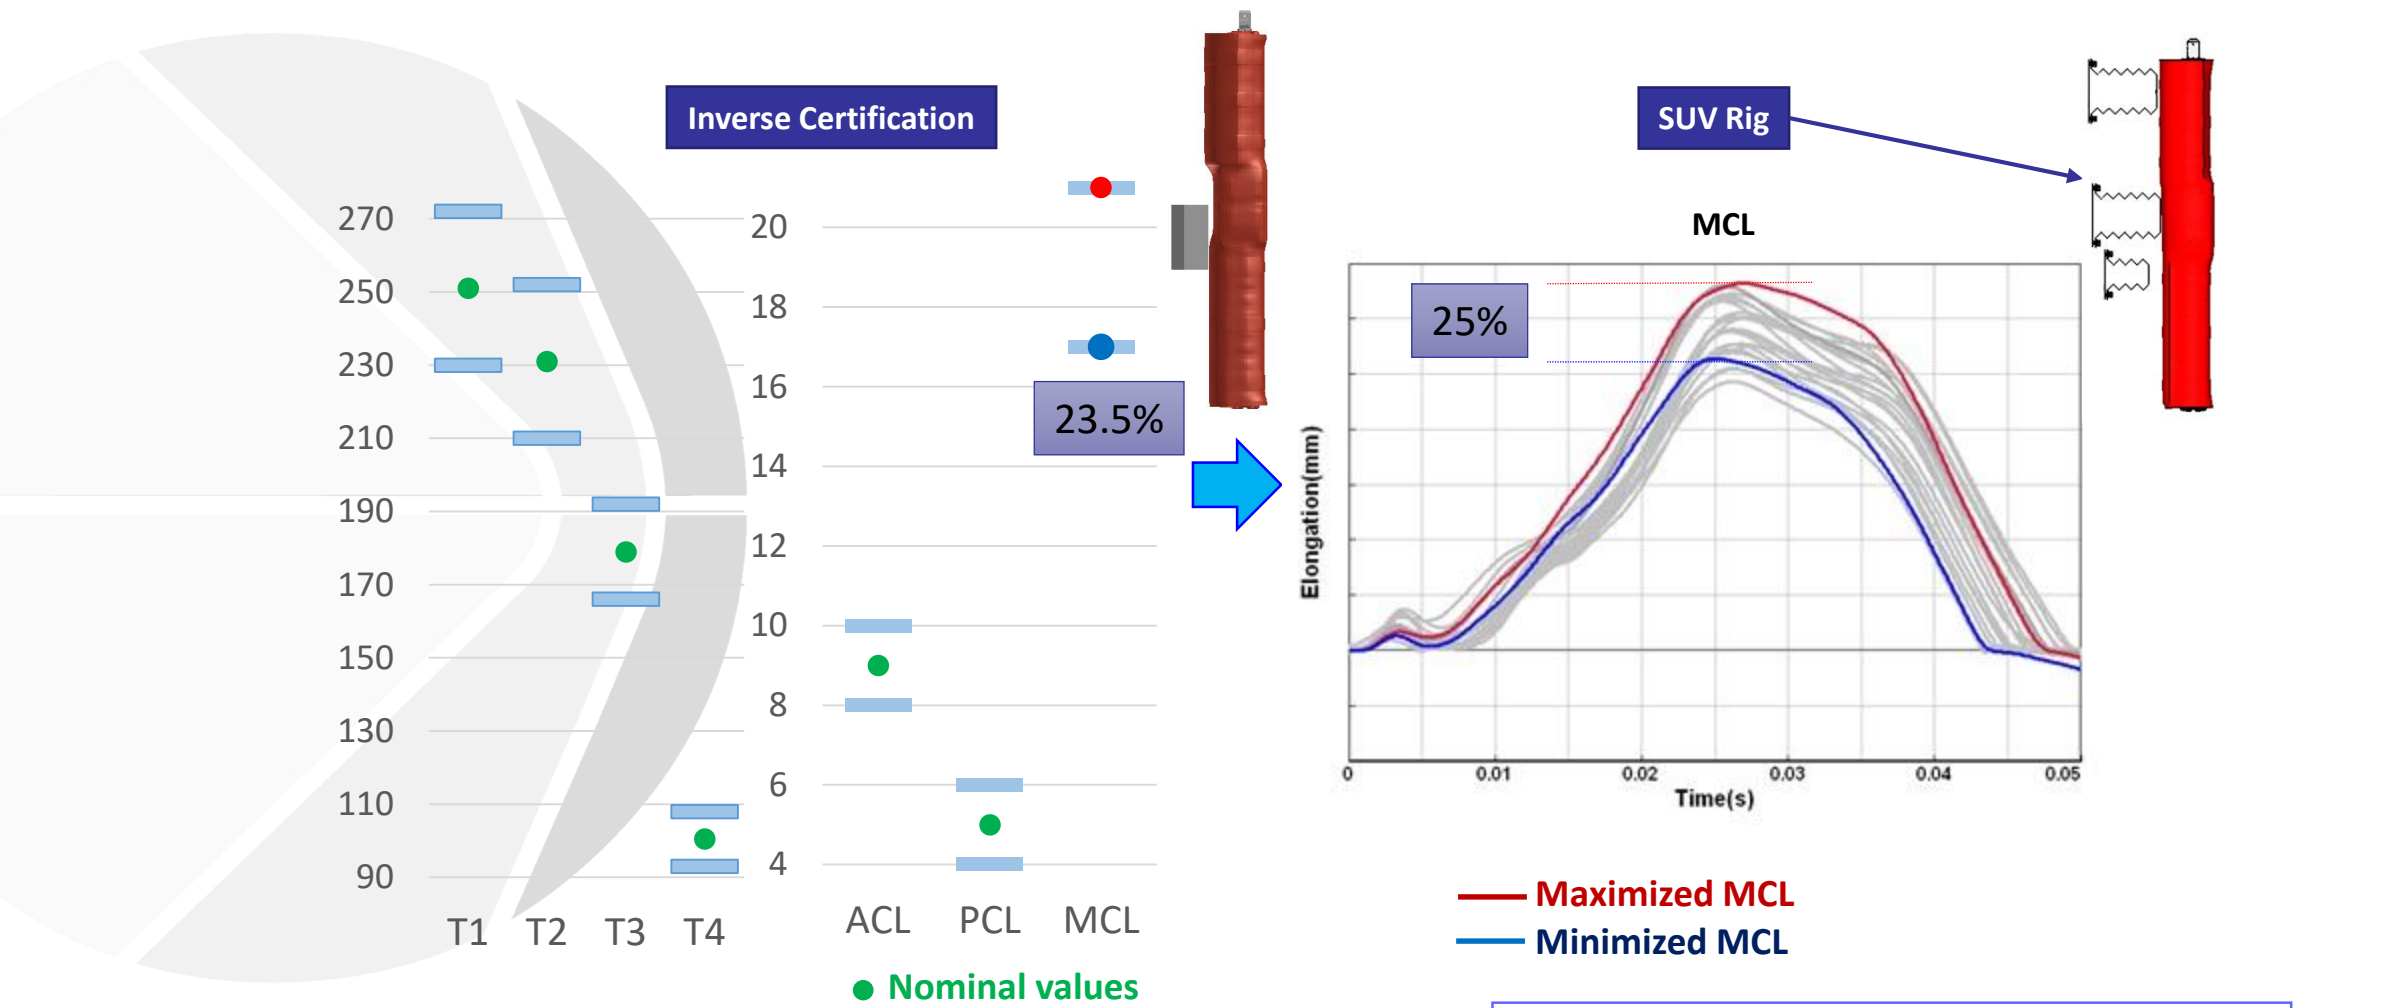 Inverse Certification
270
250
230
210
190
170
150
130
110
90
T1 T2 T3 T4
20
18
16
14
12
10
8
6
4
ACL PCL MCL
23.5%
Nominal values
SUV Rig
MCL
25%
Elongation(mm)
0 0.01 0.02 0.03 0.04 0.05
Time(s)
Maximized MCL
Minimized MCL